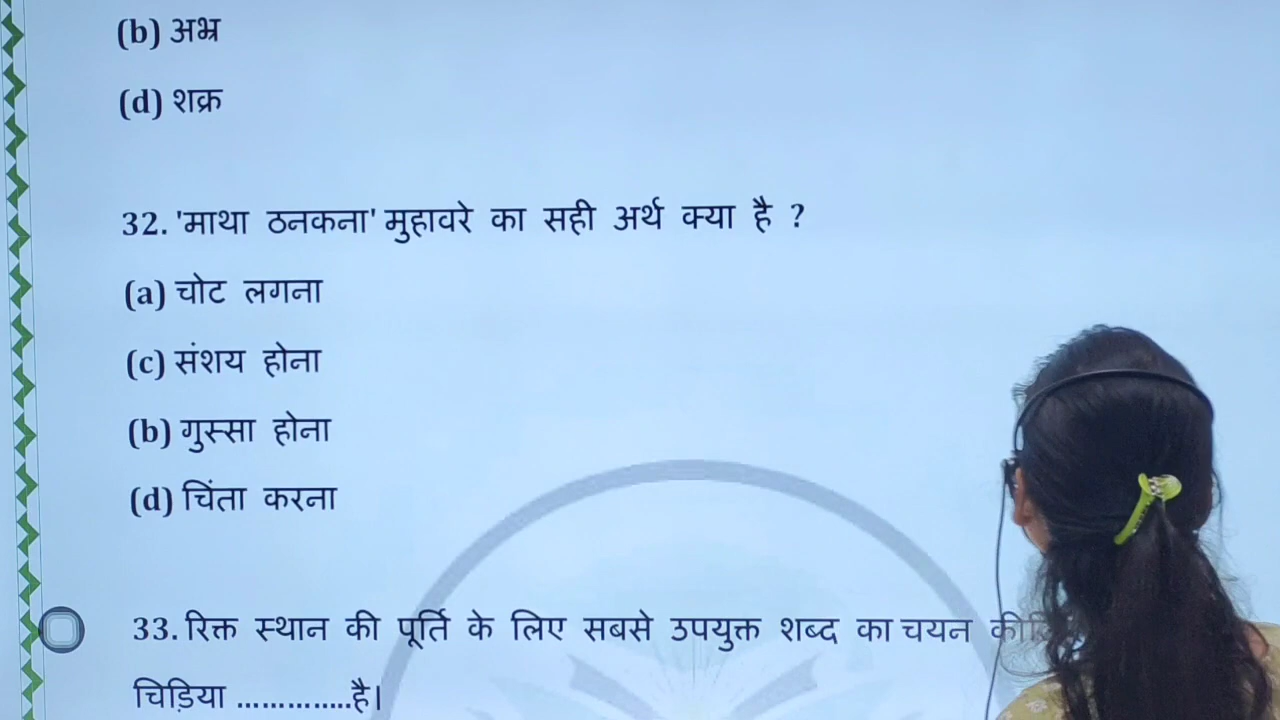 (b) अभ्र
(d) शक्र
32. 'माथा ठनकना' मुहावरे का सही अर्थ क्या है ?
(a) चोट लगना
(c) संशय होना
(b) गुस्सा होना
(d) चिंता करना
33. रिक्त स्थान की पूर्ति के लिए सबसे उपयुक्त शब्द का चयन
चिड़िया ..............है।